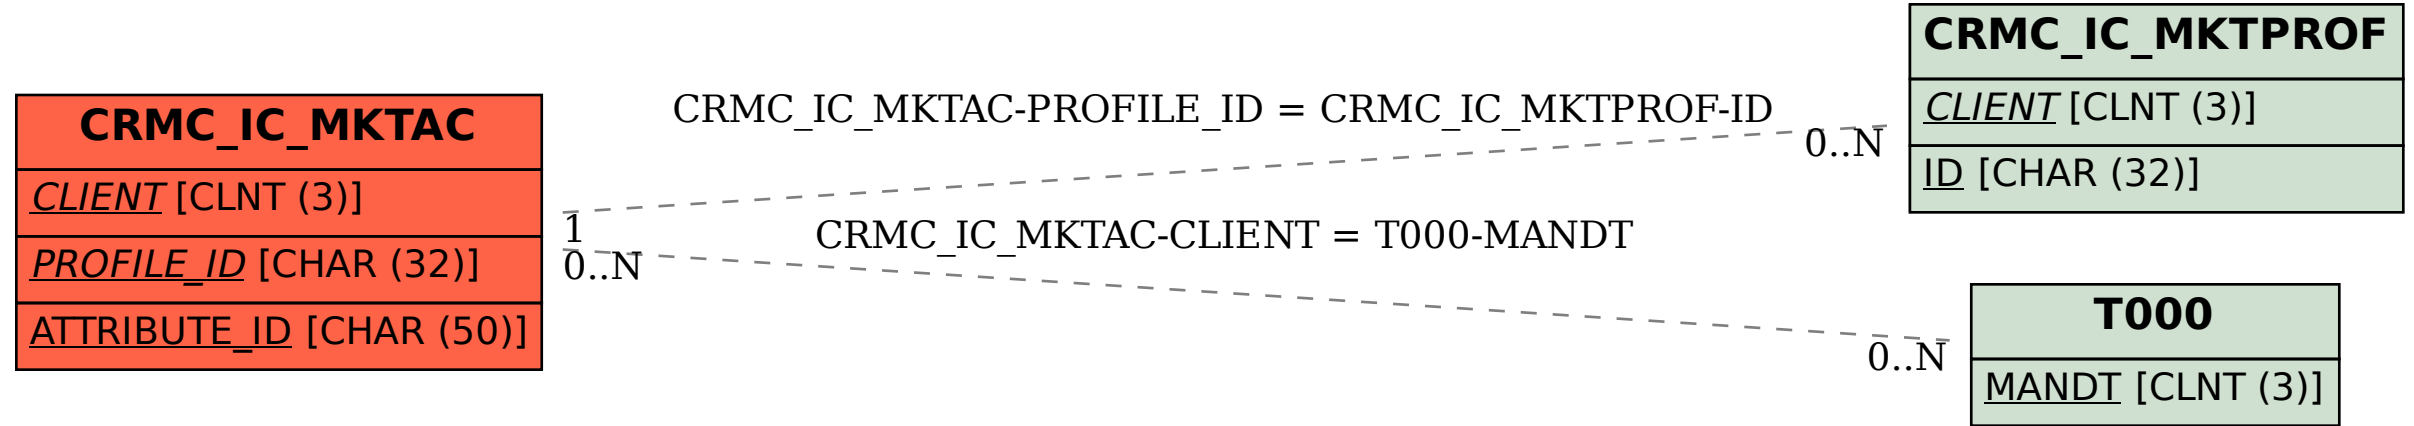 CRMC_IC_MKTAC
CLIENT [CLNT (3)]
PROFILE_ID [CHAR (32)]
ATTRIBUTE_ID [CHAR (50)]
CRMC_IC_MKTAC-PROFILE_ID = CRMC_IC_MKTPROF-ID
1
0..N
CRMC_IC_MKTAC-CLIENT = T000-MANDT
0..N
0..N
CRMC_IC_MKTPROF
CLIENT [CLNT (3)]
ID [CHAR (32)]
T000
MANDT [CLNT (3)]